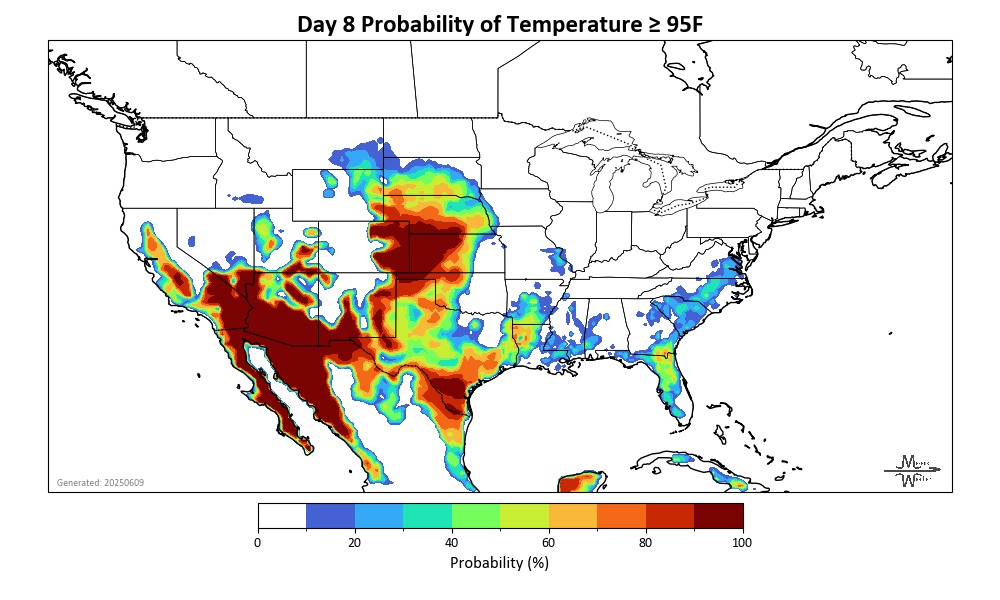 Day 8 Probability of Temperature ≥ 95F
Generated: 20250609
0 20 40 60 80 100
Probability (%)